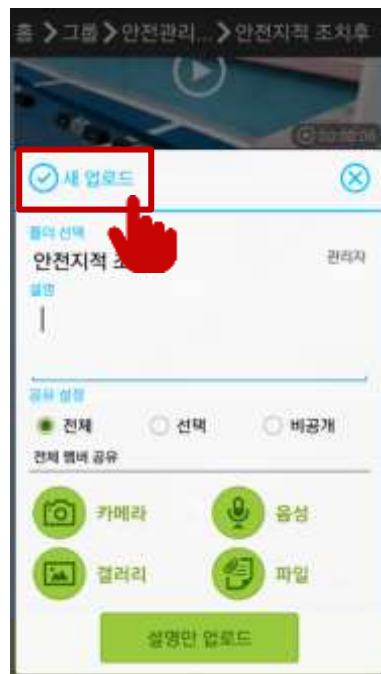 홈 > 그룹 > 안전관리... > 안전지적 조치후
새 업로드
폴더 선택
안전지적 조
관리자
설명
공유 설정
전체
선택
비공개
전체 멤버 공유
카메라
음성
갤러리
파일
설명만 업로드